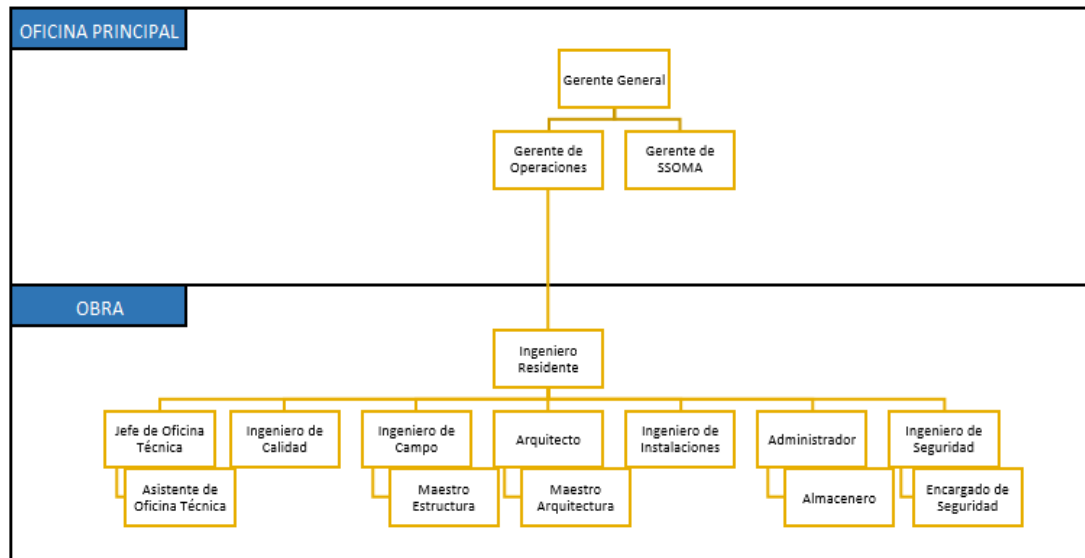 OFICINA PRINCIPAL
Gerente General
Gerente de
Operaciones
Gerente de
SSOMA
OBRA
Ingeniero
Residente
Jefe de Oficina
Técnica
Ingeniero de
Calidad
Ingeniero de
Campo
Arquitecto
Ingeniero de
Instalaciones
Administrador
Ingeniero de
Seguridad
Asistente de
Oficina Técnica
Maestro
Estructura
Maestro
Arquitectura
Almacenero
Encargado de
Seguridad